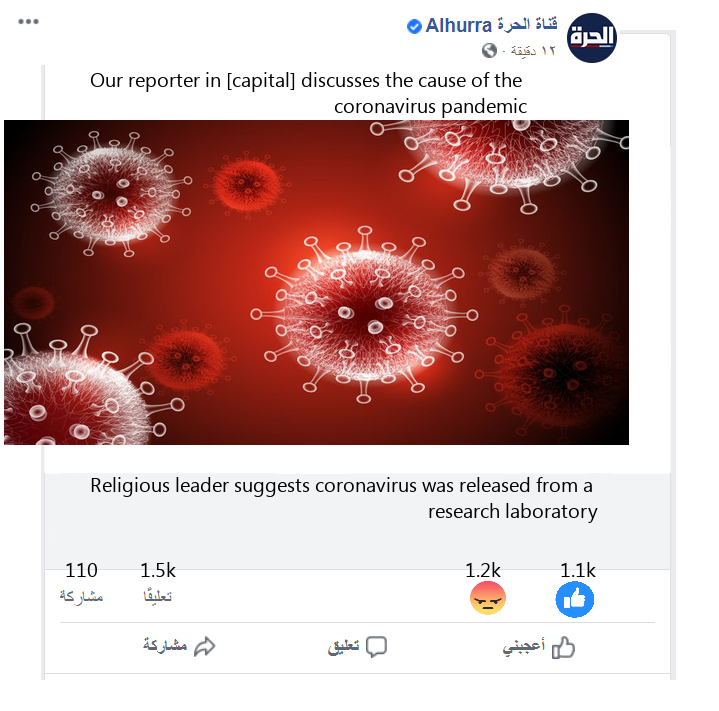 قناة الحرة Alhurra
الحرة
١٢ دقيقة ·
Our reporter in [capital] discusses the cause of the
coronavirus pandemic
Religious leader suggests coronavirus was released from a
research laboratory
1.1k 1.2k 1.5k 110
تعليقًا مشاركة
أعجبني تعليق مشاركة